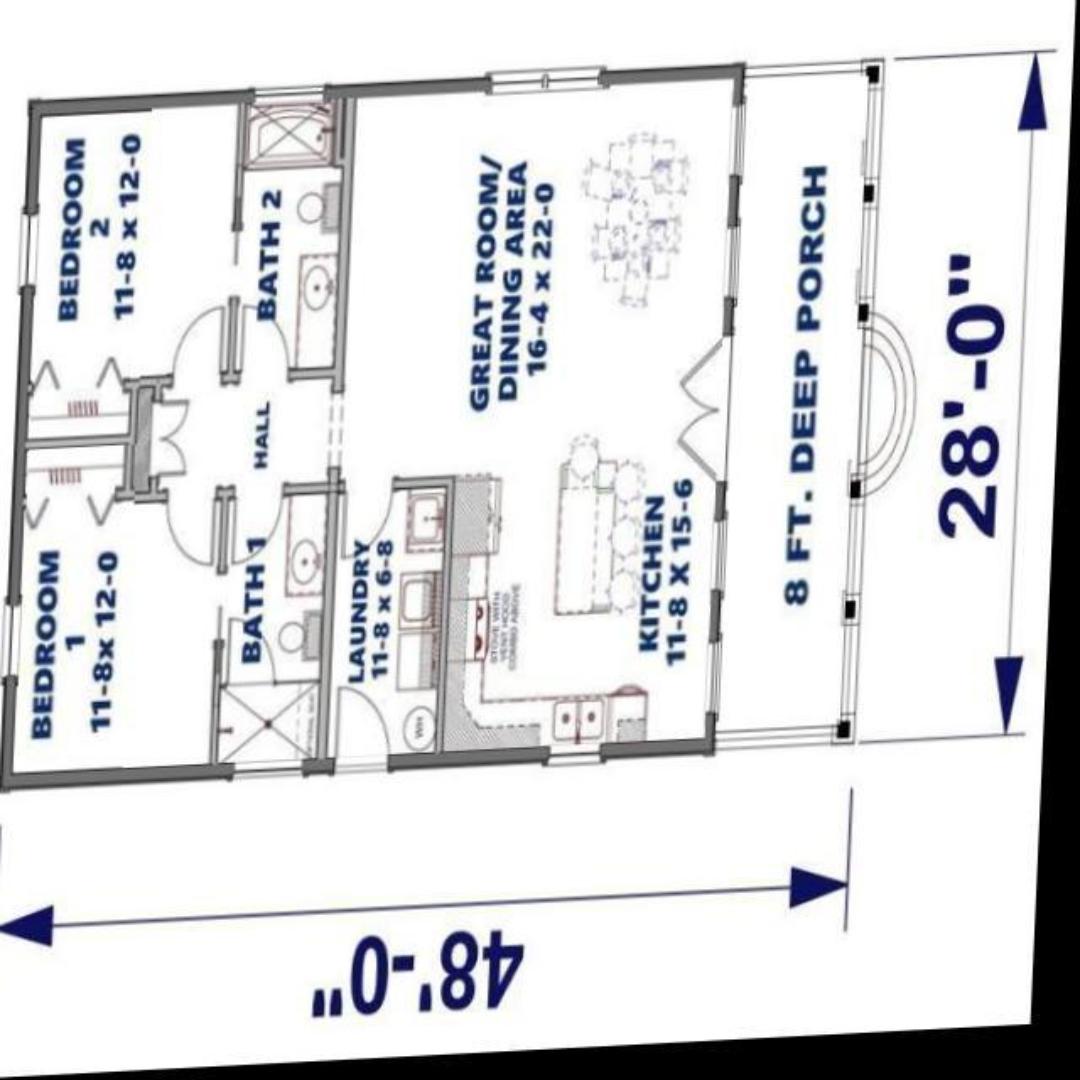 BEDROOM
2
11-8 x 12-0
BATH 2
GREAT ROOM/
DINING AREA
16-4 x 22-0
8 FT. DEEP PORCH
28'-0"
HALL
BEDROOM
1
11-8x 12-0
BATH 1
LAUNDRY
11-8 x 6-8
WH
STOVE WITH
VENT HOOD
COMBO ABOVE
KITCHEN
11-8 X 15-6
48'-0"